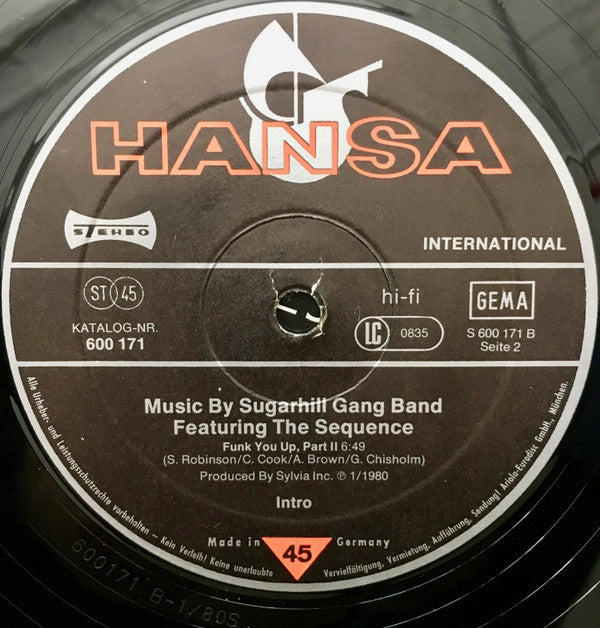 HANSA
STEREO
INTERNATIONAL
ST 45
hi-fi
GEMA
KATALOG-NR.
600 171
LC 0835
S 600 171 B
Seite 2
Music By Sugarhill Gang Band
Featuring The Sequence
Funk You Up, Part II 6:49
(S. Robinson/C. Cook/A. Brown/G. Chisholm)
Produced By Sylvia Inc. ℗ 1/1980
Intro
Made in 45 Germany
Alle Urheber- und Leistungsschutzrechte vorbehalten – Kein Verleih! Keine unerlaubte Vervielfältigung, Vermietung, Aufführung, Sendung! Ariola-Eurodisc GmbH., München.
600171 B-1/80S